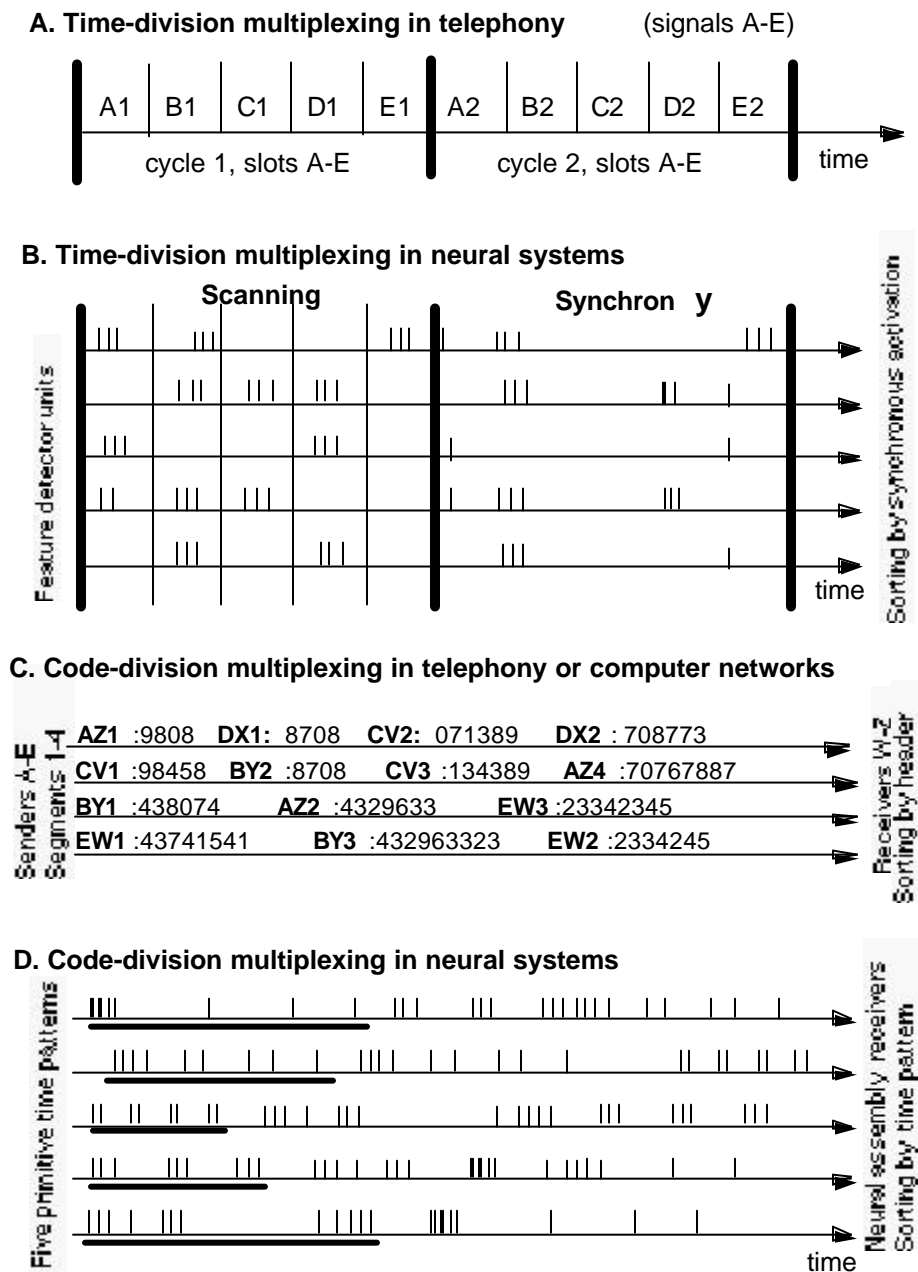 A. Time-division multiplexing in telephony (signals A-E)
A1 B1 C1 D1 E1 A2 B2 C2 D2 E2
cycle 1, slots A-E cycle 2, slots A-E time
B. Time-division multiplexing in neural systems
Scanning Synchron y
Feature detector units
Sorting by synchronous activation
time
C. Code-division multiplexing in telephony or computer networks
Senders A-E
Segments 1-4
AZ1 :9808 DX1: 8708 CV2: 071389 DX2 : 708773
CV1 :98458 BY2 :8708 CV3 :134389 AZ4 :70767887
BY1 :438074 AZ2 :4329633 EW3 :23342345
EW1 :43741541 BY3 :432963323 EW2 :2334245
Receivers W-Z
Sorting by header
D. Code-division multiplexing in neural systems
Five primitive time patterns
Neural assembly receivers
Sorting by time pattern
time